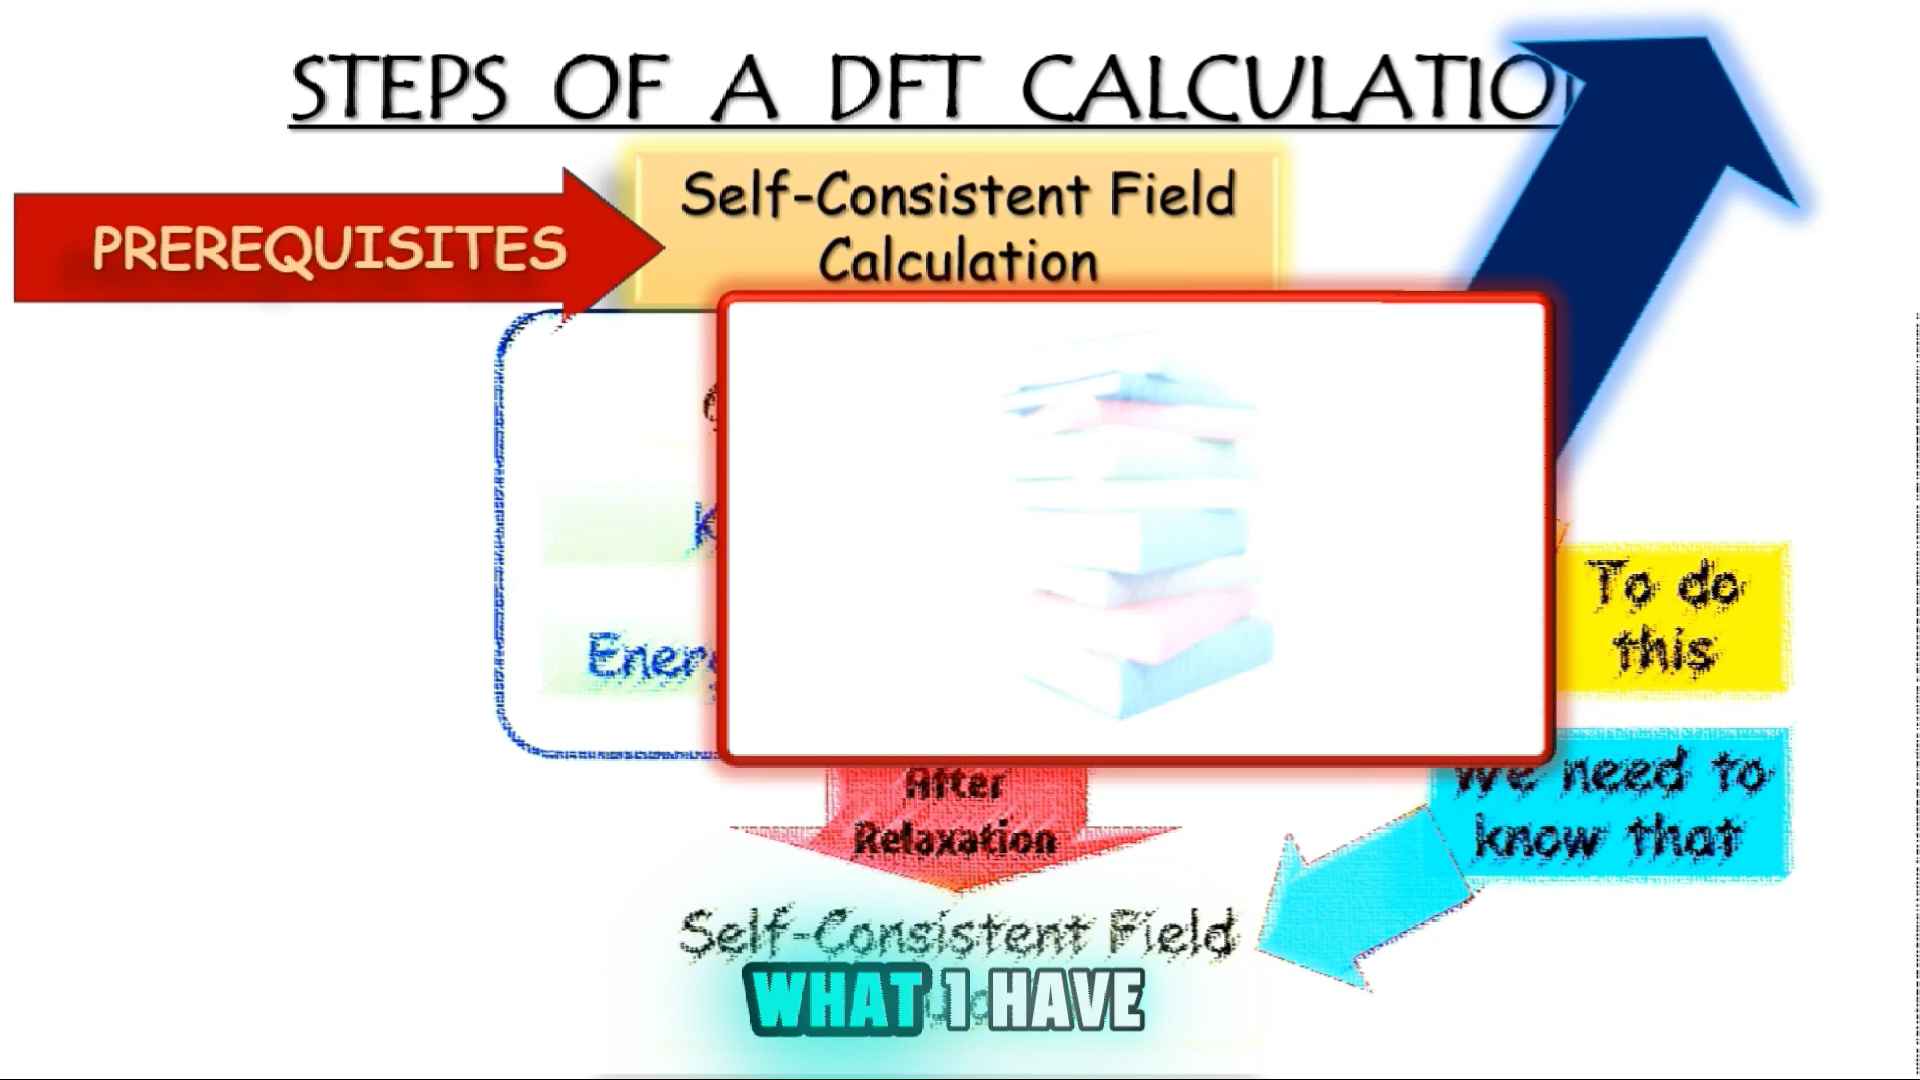 STEPS OF A DFT CALCULATIO
PREREQUISITES
Self-Consistent Field
Calculation
Ener
To do
this
We need to
know that
After
Relaxation
Self-Consistent Field
WHAT I HAVE